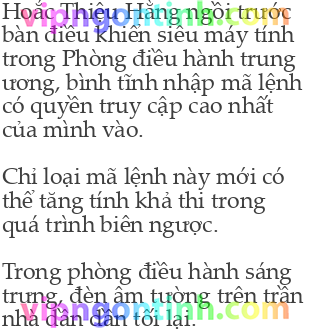 Hoắc Thiệu Hằng ngồi trước
bàn điều khiển siêu máy tính
trong Phòng điều hành trung
ương, bình tĩnh nhập mã lệnh
có quyền truy cập cao nhất
của mình vào.
Chỉ loại mã lệnh này mới có
thể tăng tính khả thi trong
quá trình biên ngược.
Trong phòng điều hành sáng
trưng, đèn âm tường trên trần
nhà dần dần tối lại.
vipngontinh.com
vipngontinh.com